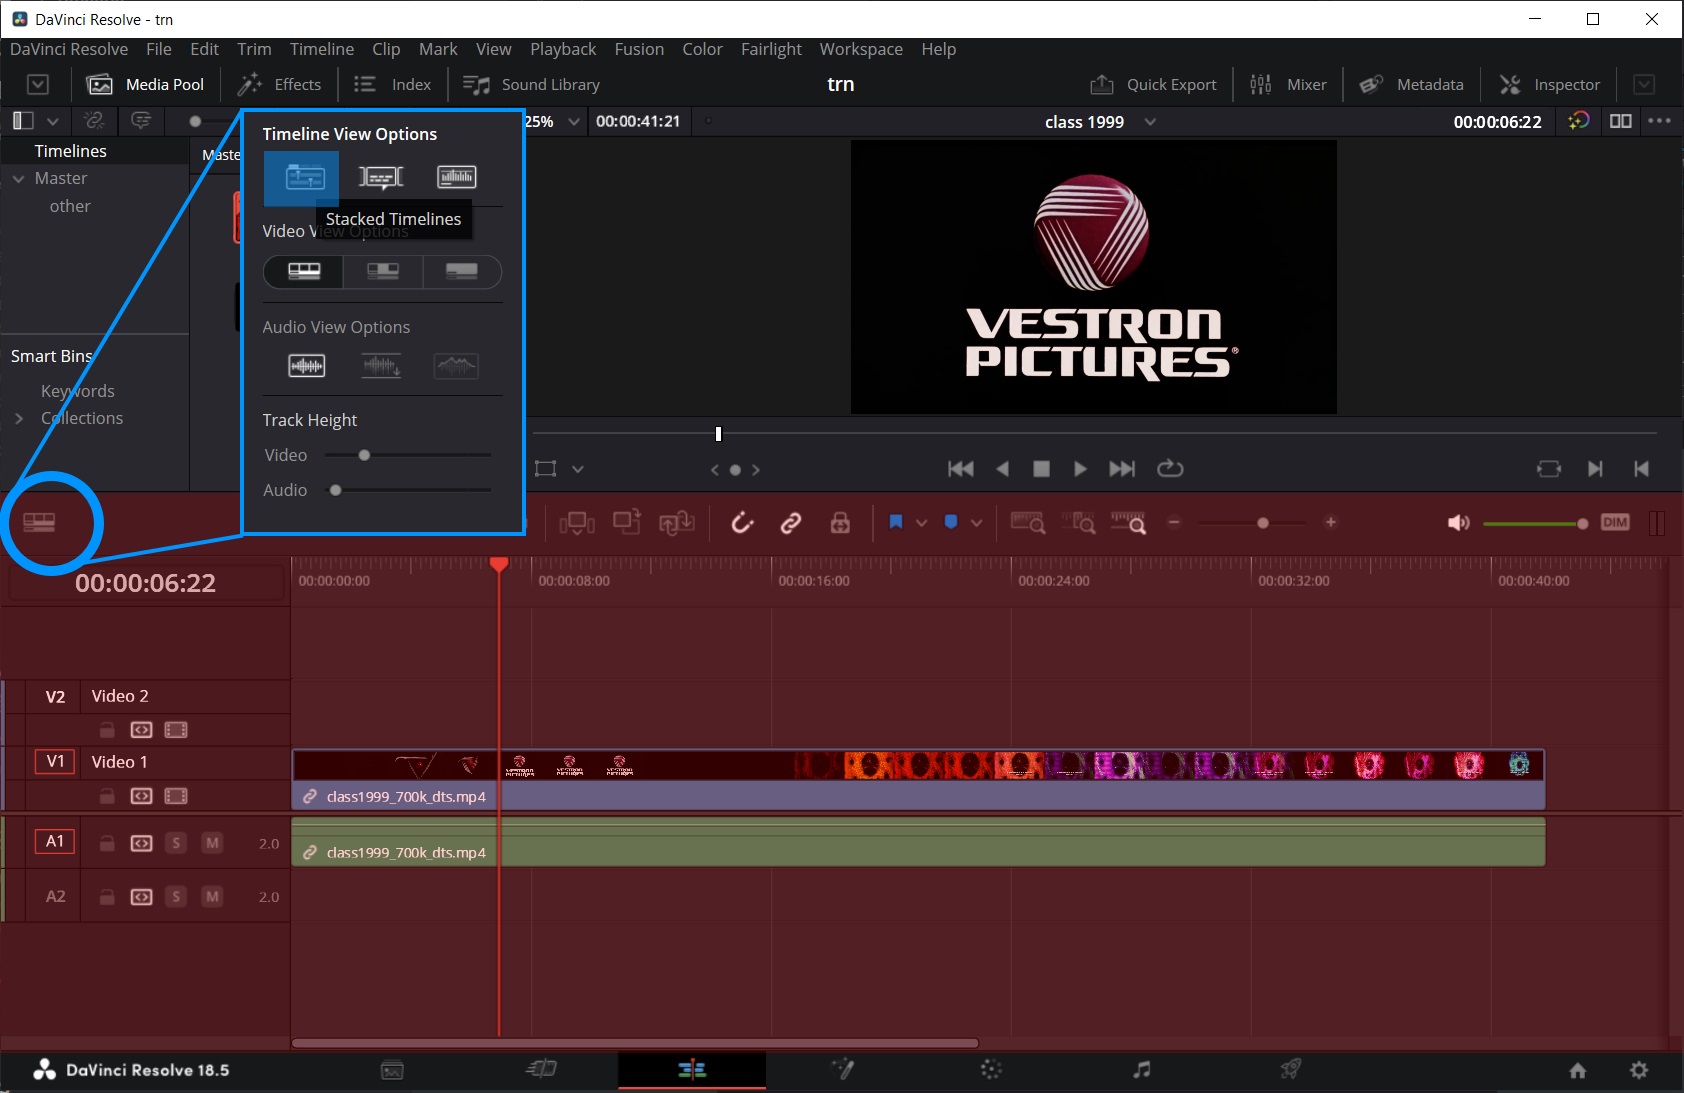 DaVinci Resolve - trn
DaVinci Resolve File Edit Trim Timeline Clip Mark View Playback Fusion Color Fairlight Workspace Help
Media Pool Effects Index Sound Library trn Quick Export Mixer Metadata Inspector
25% 00:00:41:21 class 1999 00:00:06:22
Timelines
Master
other
Smart Bins
Keywords
Collections
Timeline View Options
Stacked Timelines
Video View Options
Audio View Options
Track Height
Video
Audio
VESTRON
PICTURES®
DIM
00:00:06:22
00:00:00:00 00:00:08:00 00:00:16:00 00:00:24:00 00:00:32:00 00:00:40:00
V2 Video 2
V1 Video 1
class1999_700k_dts.mp4
A1 S M 2.0
class1999_700k_dts.mp4
A2 S M 2.0
DaVinci Resolve 18.5